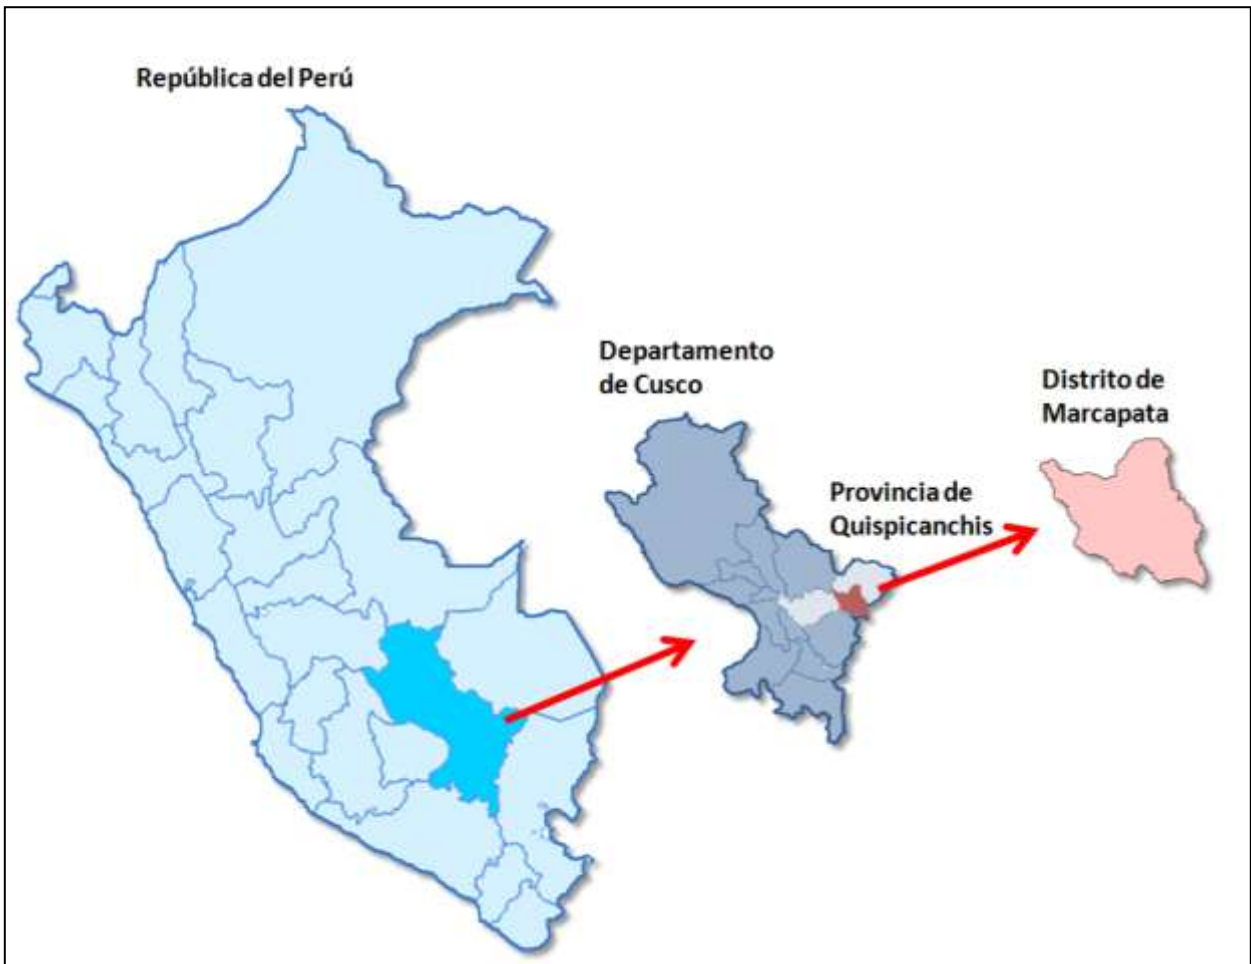 República del Perú
Departamento
de Cusco
Provincia de
Quispicanchis
Distrito de
Marcapata